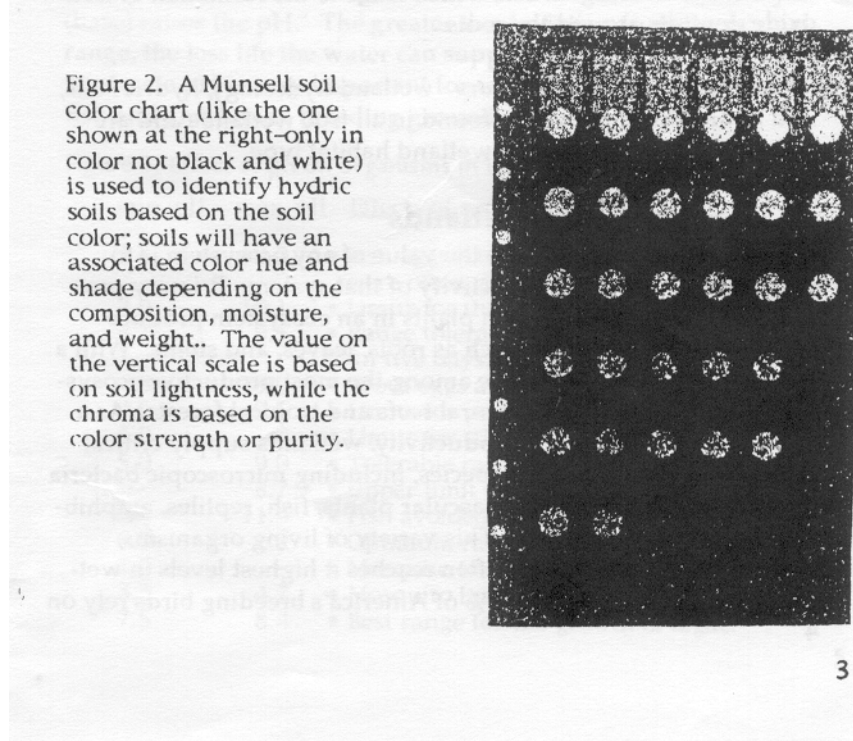 Figure 2. A Munsell soil
color chart (like the one
shown at the right-only in
color not black and white)
is used to identify hydric
soils based on the soil
color; soils will have an
associated color hue and
shade depending on the
composition, moisture,
and weight.. The value on
the vertical scale is based
on soil lightness, while the
chroma is based on the
color strength or purity.
3